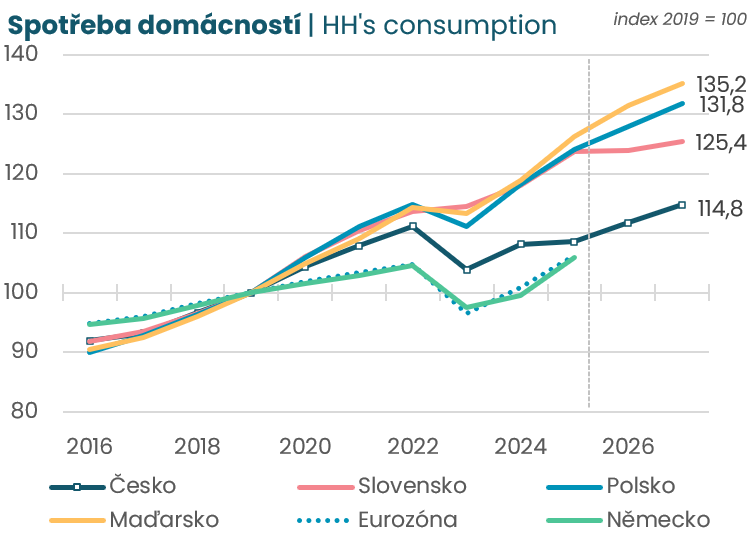 Spotřeba domácností | HH's consumption
index 2019 = 100
140
130
120
110
100
90
80
135,2
131,8
125,4
114,8
2016 2018 2020 2022 2024 2026
Česko Slovensko Polsko
Maďarsko Eurozóna Německo